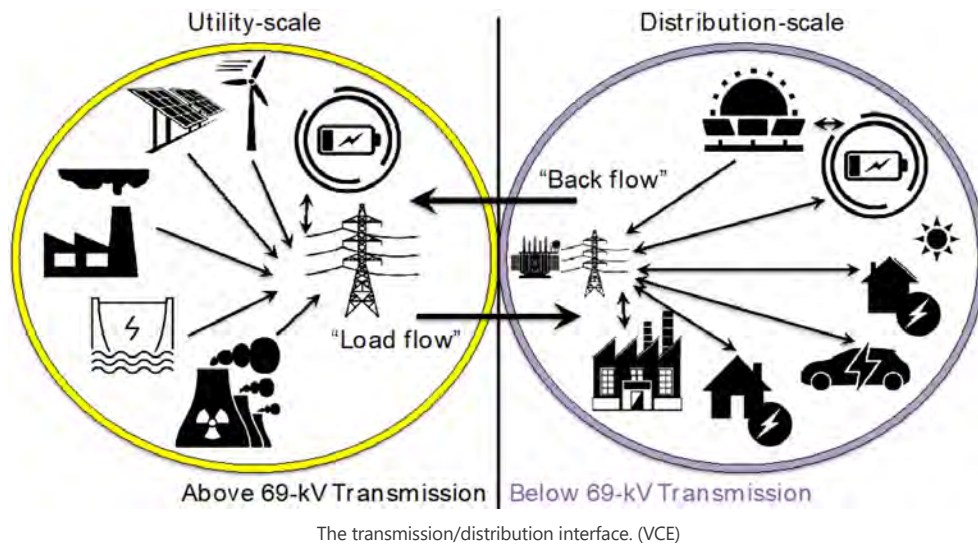 Utility-scale
Distribution-scale
“Back flow”
“Load flow”
Above 69-kV Transmission
Below 69-kV Transmission
The transmission/distribution interface. (VCE)